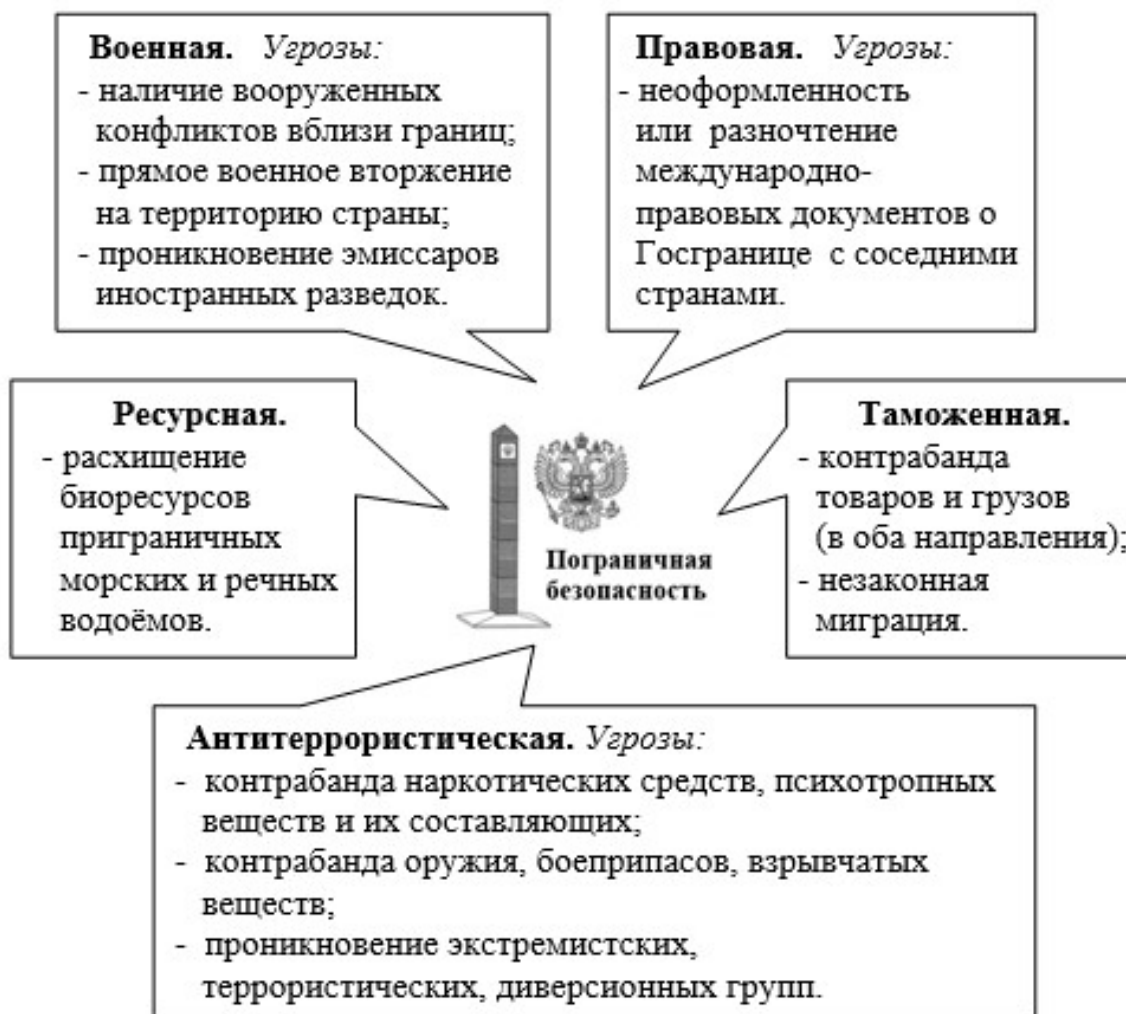 Военная. Угрозы:
- наличие вооруженных
конфликтов вблизи границ;
- прямое военное вторжение
на территорию страны;
- проникновение эмиссаров
иностранных разведок.
Правовая. Угрозы:
- неоформленность
или разночтение
международно-
правовых документов о
Госгранице с соседними
странами.
Ресурсная.
- расхищение
биоресурсов
приграничных
морских и речных
водоёмов.
Пограничная
безопасность
Таможенная.
- контрабанда
товаров и грузов
(в оба направления);
- незаконная
миграция.
Антитеррористическая. Угрозы:
- контрабанда наркотических средств, психотропных
веществ и их составляющих;
- контрабанда оружия, боеприпасов, взрывчатых
веществ;
- проникновение экстремистских,
террористических, диверсионных групп.